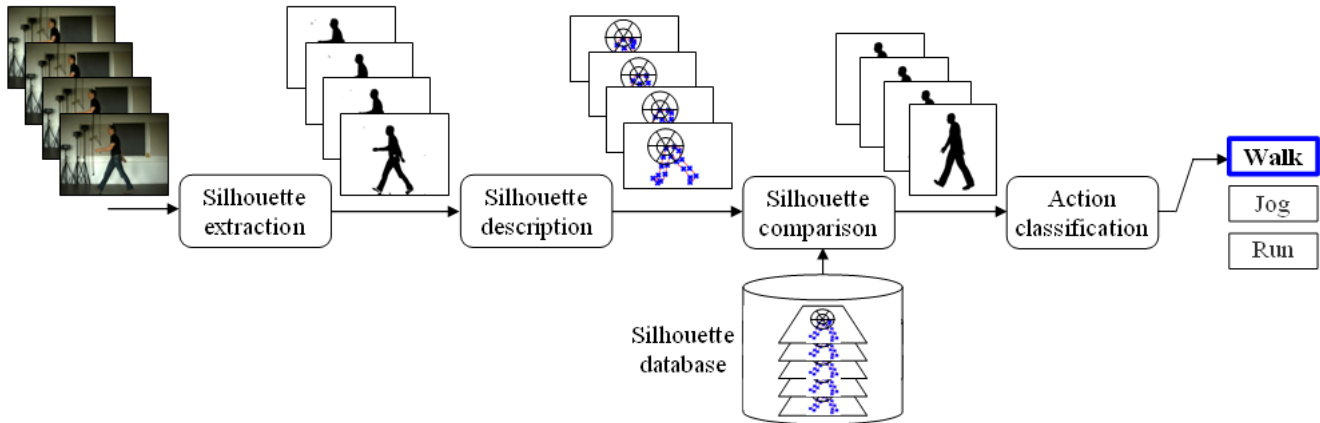 Silhouette
extraction
Silhouette
description
Silhouette
comparison
Action
classification
Walk
Jog
Run
Silhouette
database